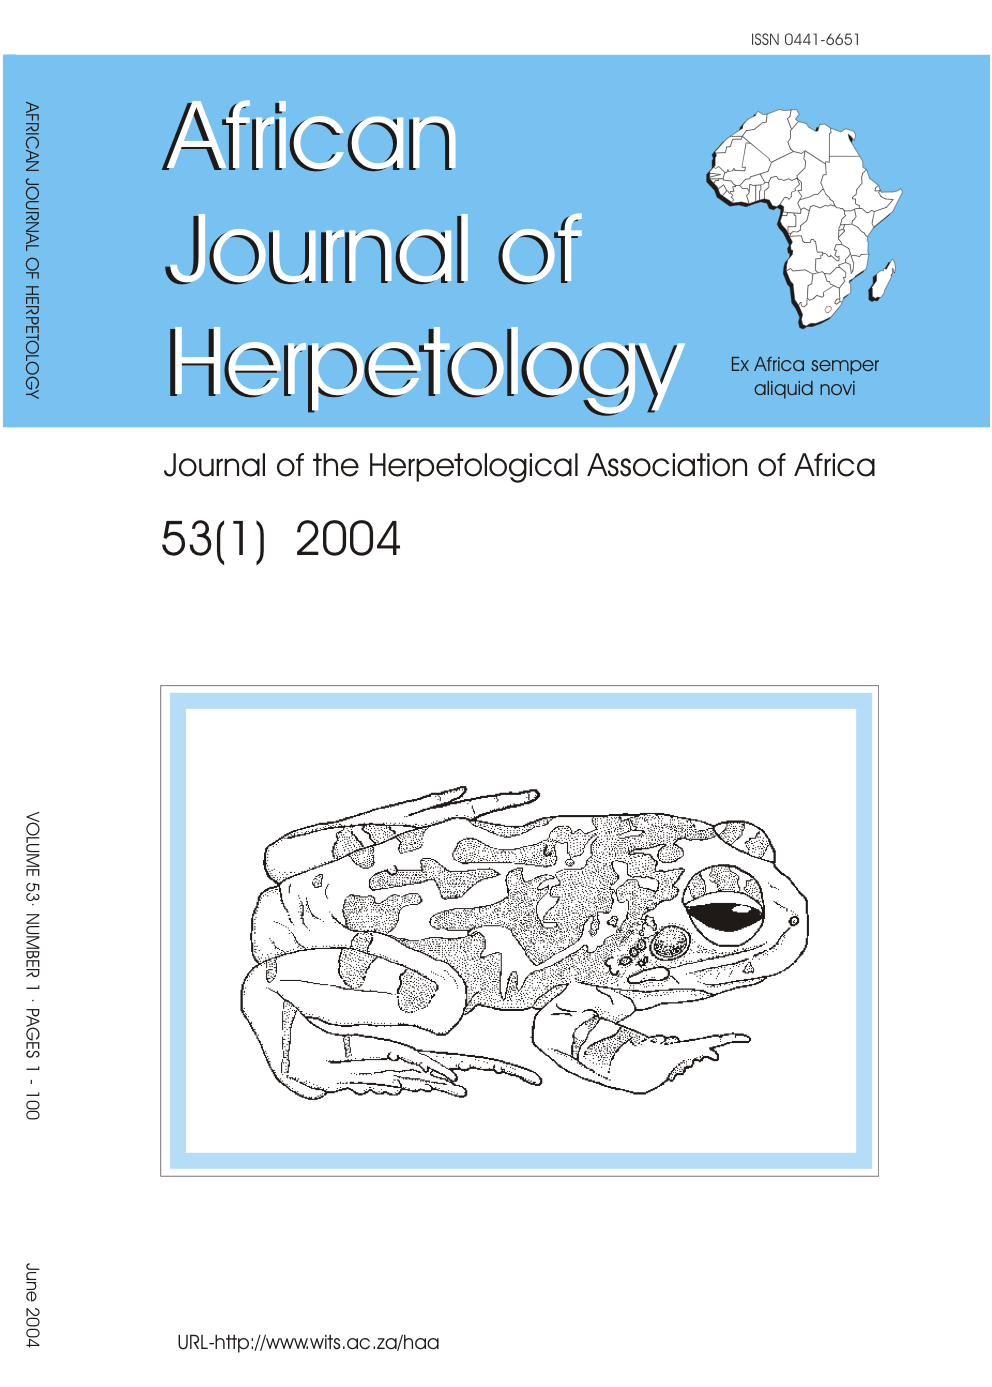 ISSN 0441-6651
African
Journal of
Herpetology
Ex Africa semper
aliquid novi
Journal of the Herpetological Association of Africa
53(1) 2004
AFRICAN JOURNAL OF HERPETOLOGY
VOLUME 53· NUMBER 1 · PAGES 1 - 100
June 2004
URL-http://www.wits.ac.za/haa